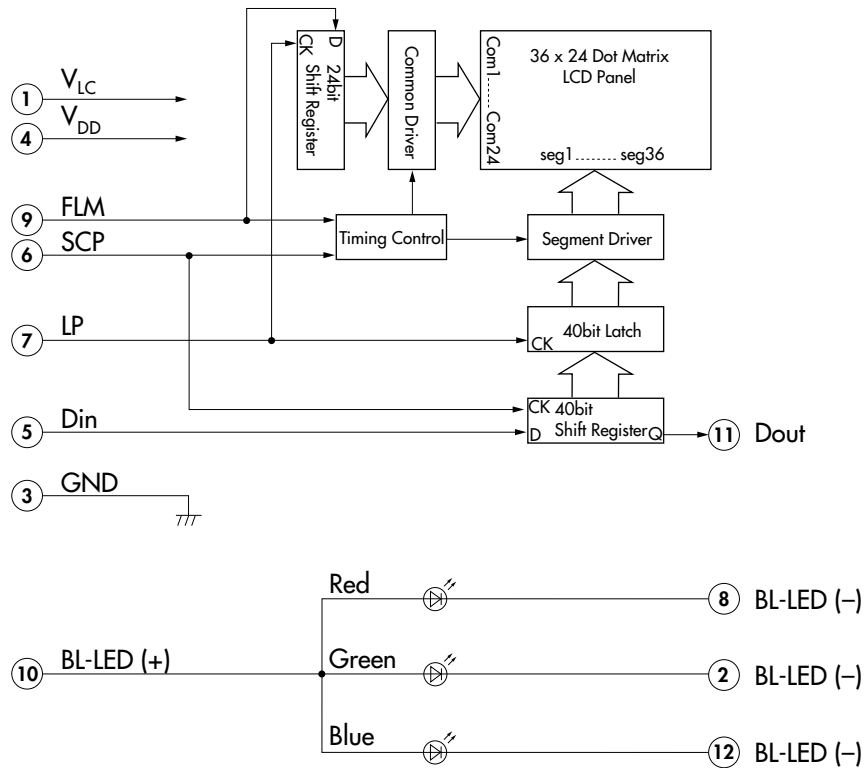 D
CK
24bit
Shift Register
Common Driver
Com1......Com24
36 x 24 Dot Matrix
LCD Panel
seg1 ........ seg36
1 VLC
4 VDD
9 FLM
Timing Control
Segment Driver
6 SCP
7 LP
40bit Latch
CK
CK 40bit
5 Din
D Shift Register Q
11 Dout
3 GND
Red
8 BL-LED (–)
10 BL-LED (+)
Green
2 BL-LED (–)
Blue
12 BL-LED (–)